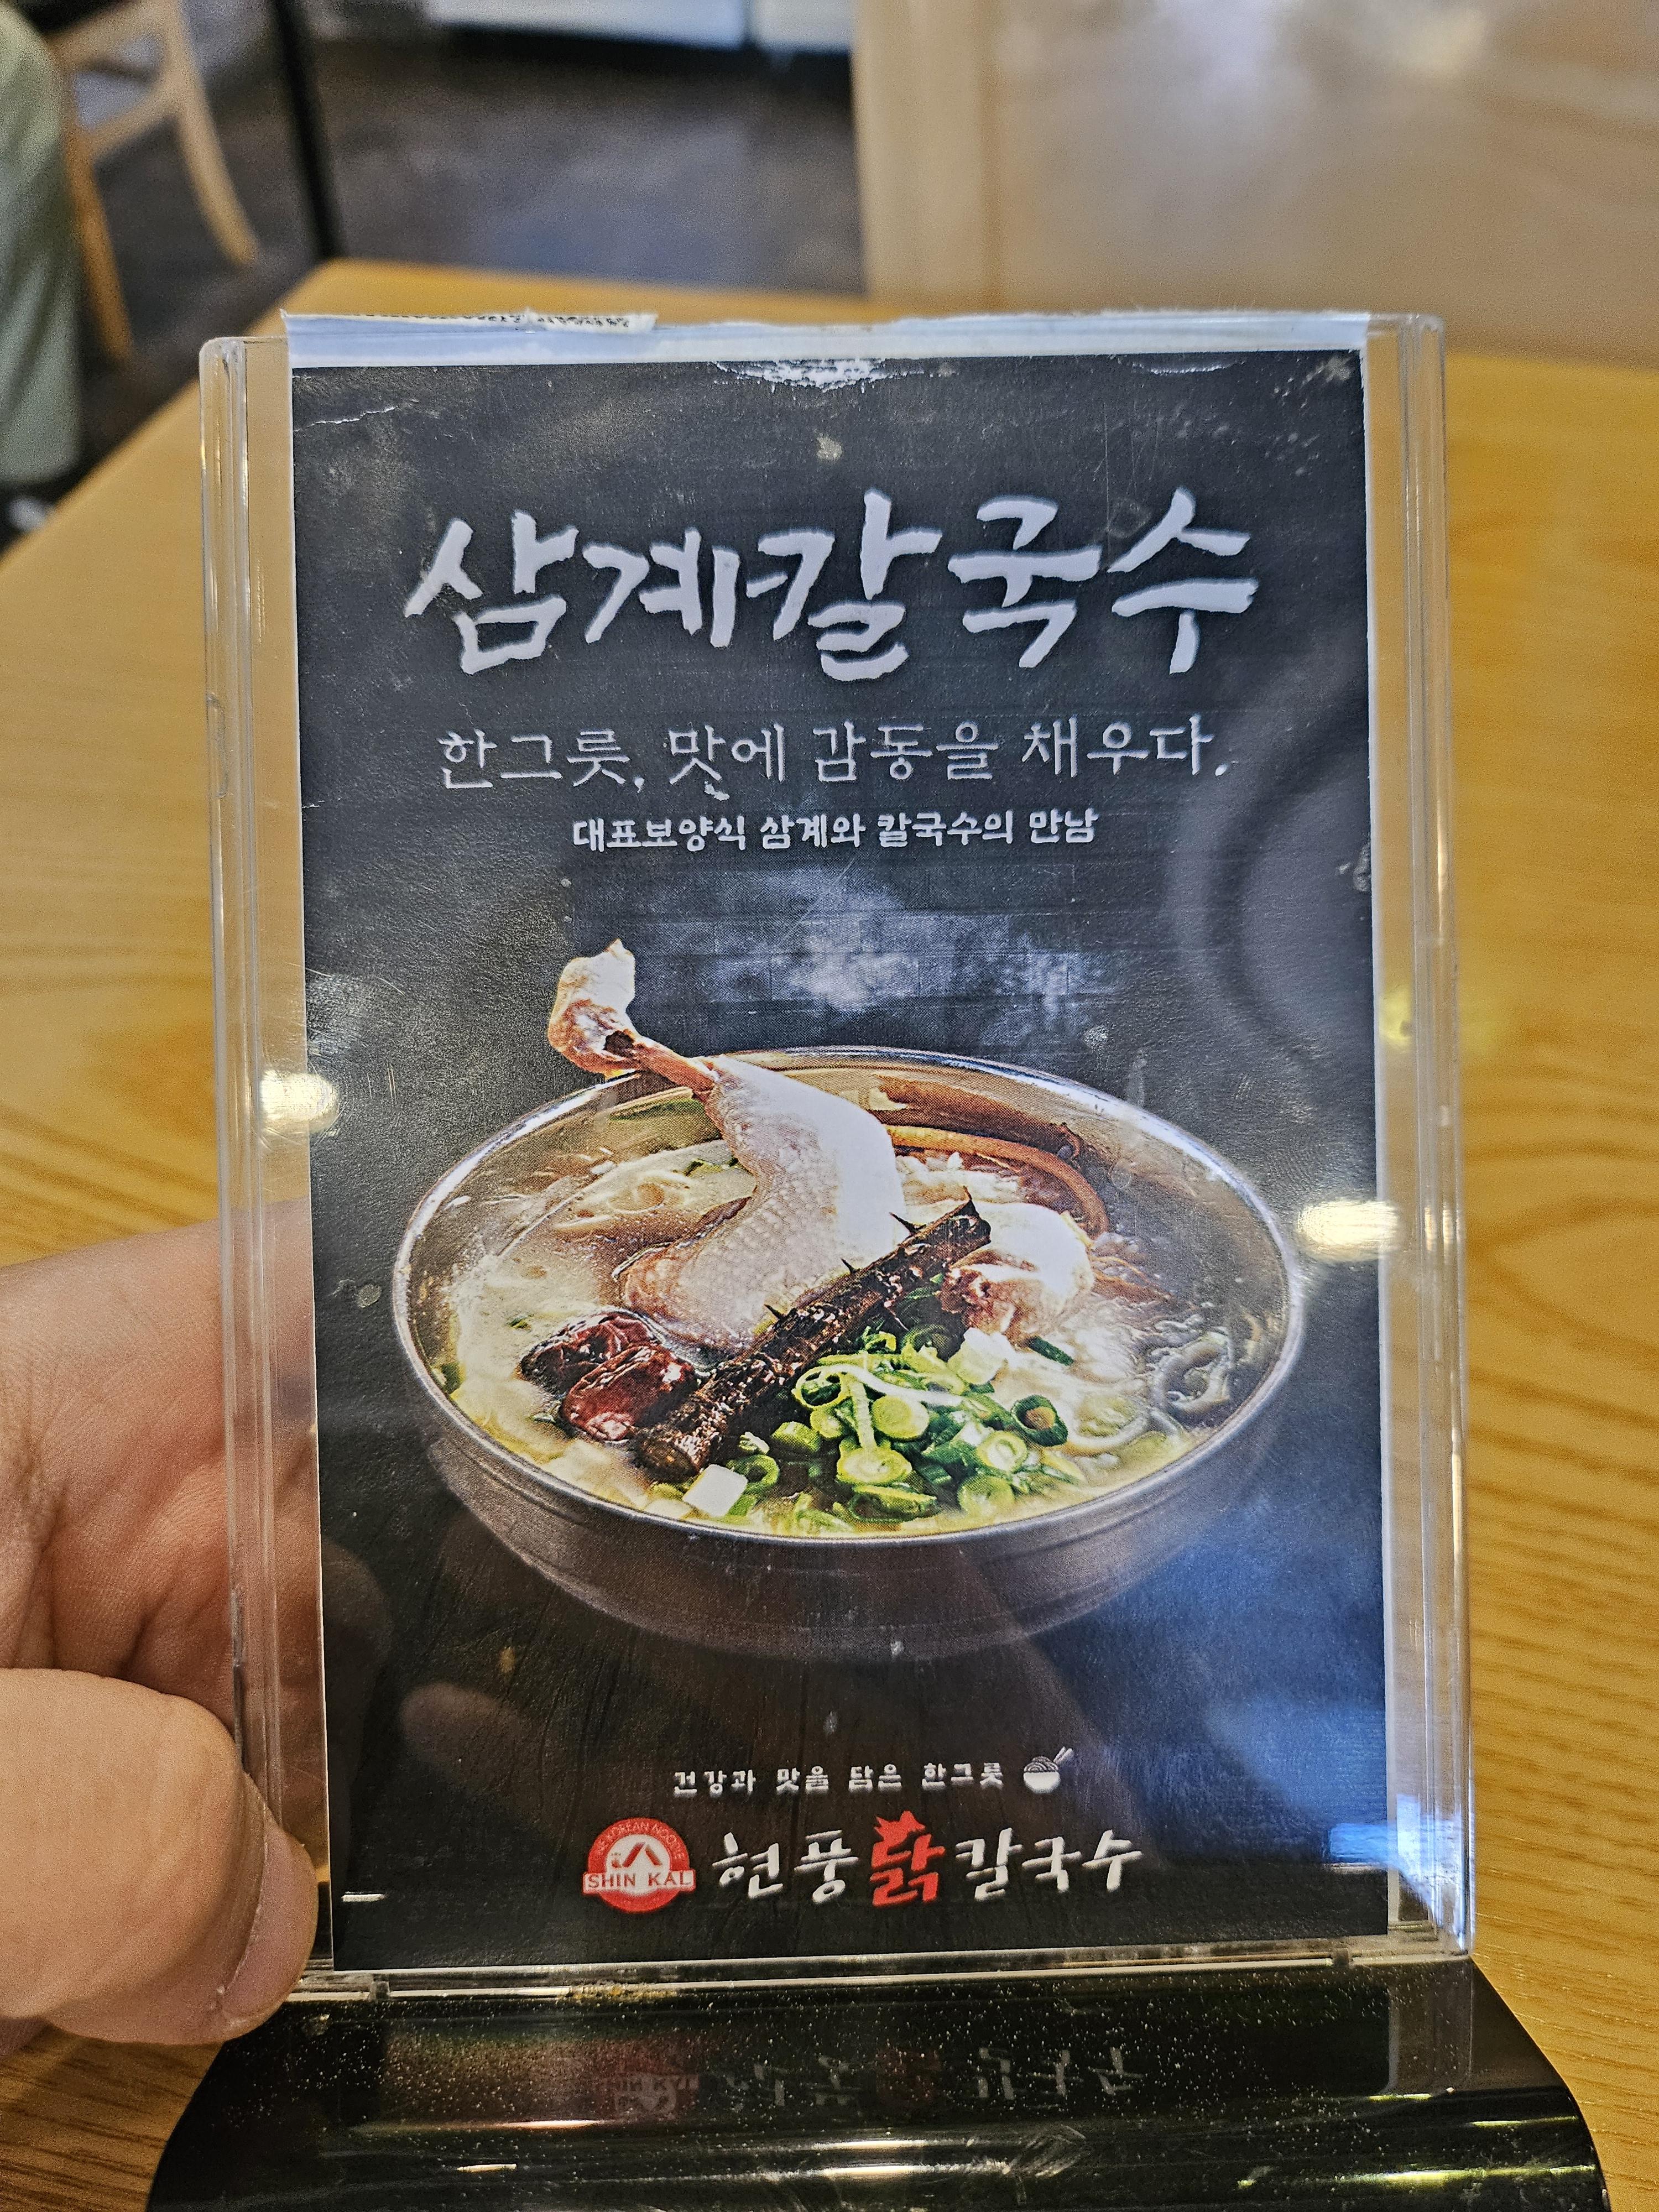 삼계칼국수
한그릇, 맛에 감동을 채우다.
대표보양식 삼계와 칼국수의 만남
건강과 맛을 담은 한그릇
THE KOREAN NOODLE
SHIN KAL
현풍닭칼국수